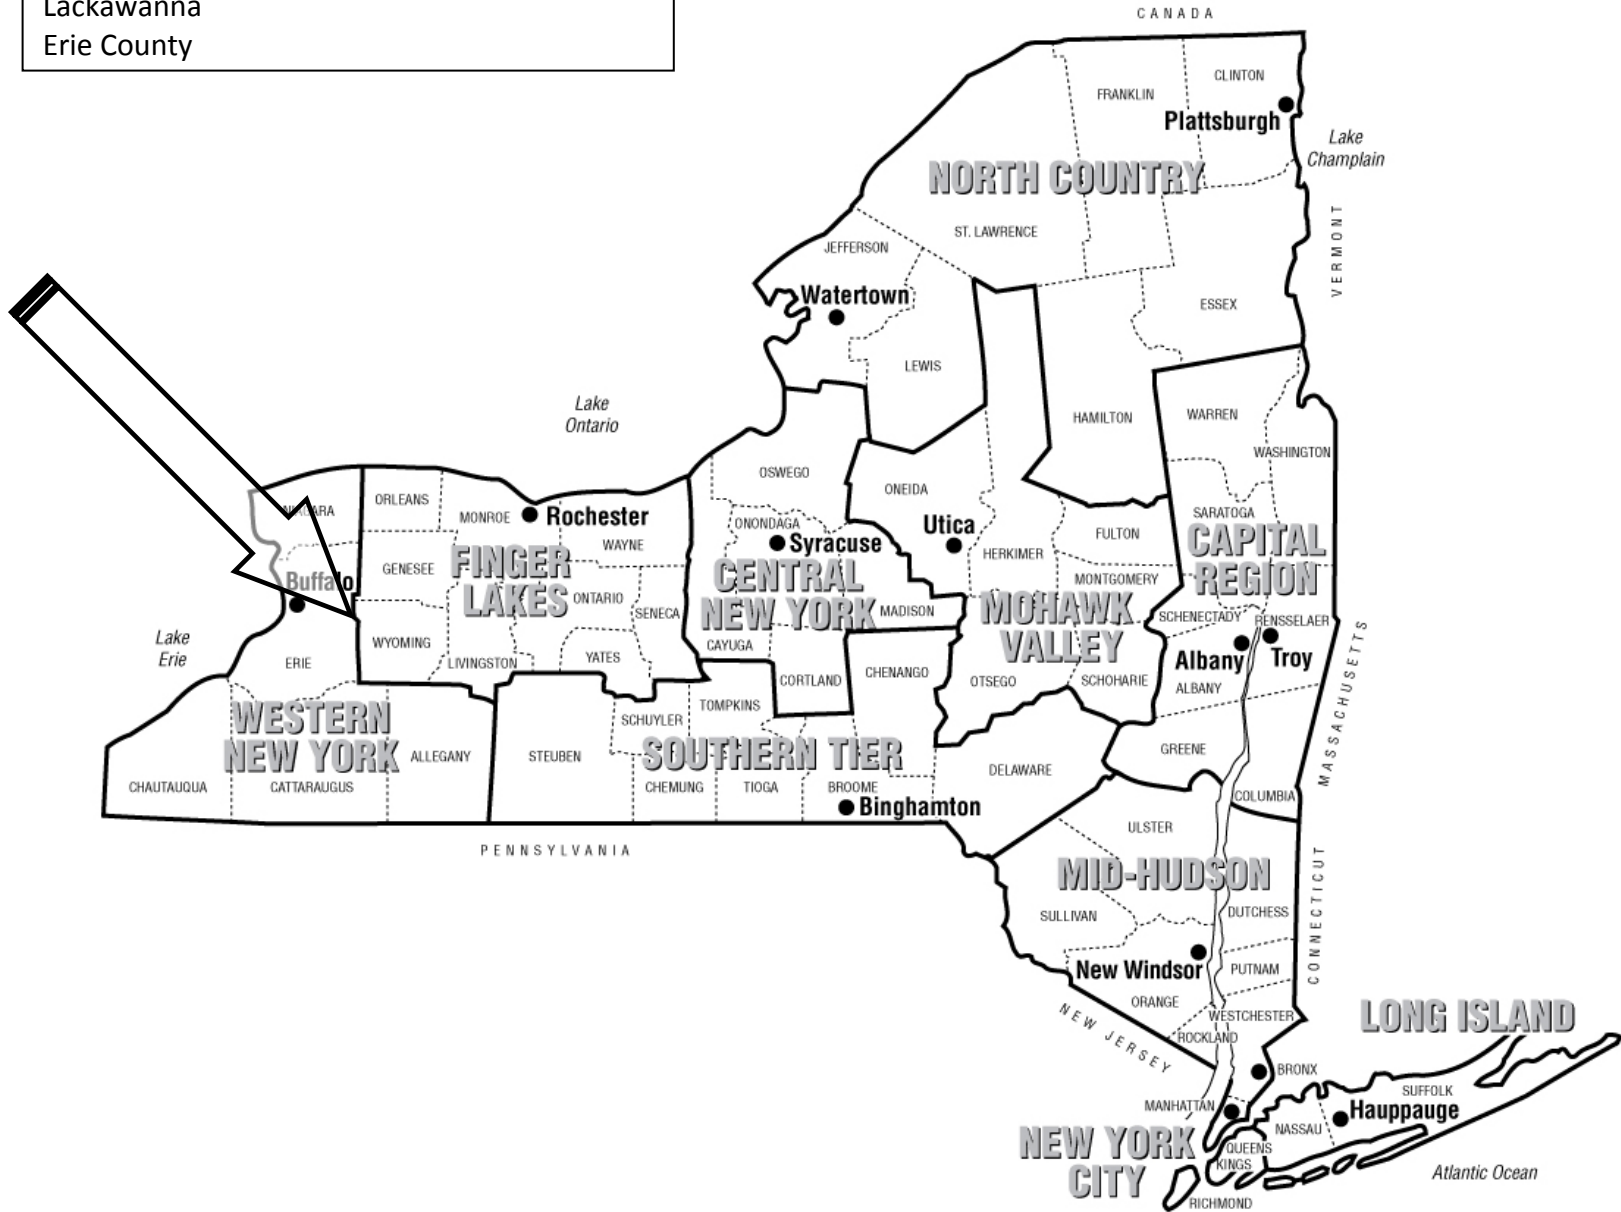 Lackawanna
Erie County
CANADA
CLINTON
FRANKLIN
Plattsburgh
Lake
Champlain
NORTH COUNTRY
VERMONT
ST. LAWRENCE
JEFFERSON
Watertown
ESSEX
LEWIS
Lake
Ontario
HAMILTON
WARREN
WASHINGTON
OSWEGO
ONEIDA
ORLEANS
NIAGARA
MONROE
Rochester
ONONDAGA
Syracuse
Utica
SARATOGA
FULTON
HERKIMER
CAPITAL
REGION
WAYNE
GENESEE
FINGER
LAKES
CENTRAL
NEW YORK
MONTGOMERY
Buffalo
ONTARIO
SENECA
MADISON
MOHAWK
VALLEY
SCHENECTADY
RENSSELAER
Lake
Erie
WYOMING
CAYUGA
ERIE
LIVINGSTON
YATES
Albany
Troy
MASSACHUSETTS
CORTLAND
CHENANGO
OTSEGO
SCHOHARIE
ALBANY
TOMPKINS
SCHUYLER
WESTERN
NEW YORK
ALLEGANY
STEUBEN
SOUTHERN TIER
GREENE
DELAWARE
CHAUTAUQUA
CATTARAUGUS
CHEMUNG
TIOGA
BROOME
Binghamton
COLUMBIA
PENNSYLVANIA
ULSTER
MID-HUDSON
CONNECTICUT
SULLIVAN
DUTCHESS
New Windsor
PUTNAM
ORANGE
WESTCHESTER
NEW JERSEY
ROCKLAND
LONG ISLAND
BRONX
SUFFOLK
MANHATTAN
Hauppauge
NASSAU
NEW YORK
CITY
QUEENS
KINGS
Atlantic Ocean
RICHMOND